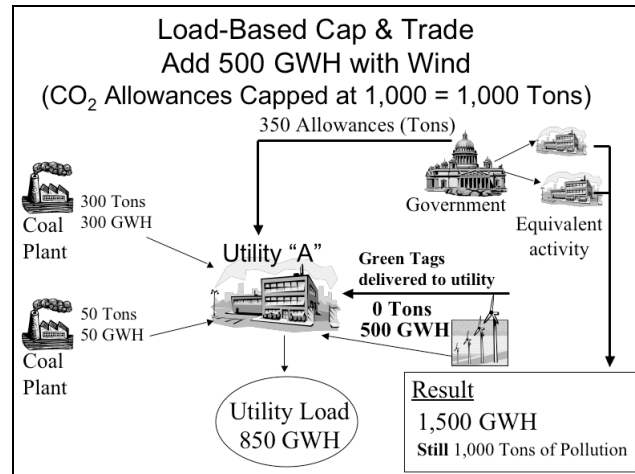 Load-Based Cap & Trade
Add 500 GWH with Wind
(CO₂ Allowances Capped at 1,000 = 1,000 Tons)
350 Allowances (Tons)
300 Tons
300 GWH
Coal
Plant
Government
Equivalent
activity
Utility “A”
Green Tags
delivered to utility
0 Tons
500 GWH
50 Tons
50 GWH
Coal
Plant
Utility Load
850 GWH
Result
1,500 GWH
Still 1,000 Tons of Pollution